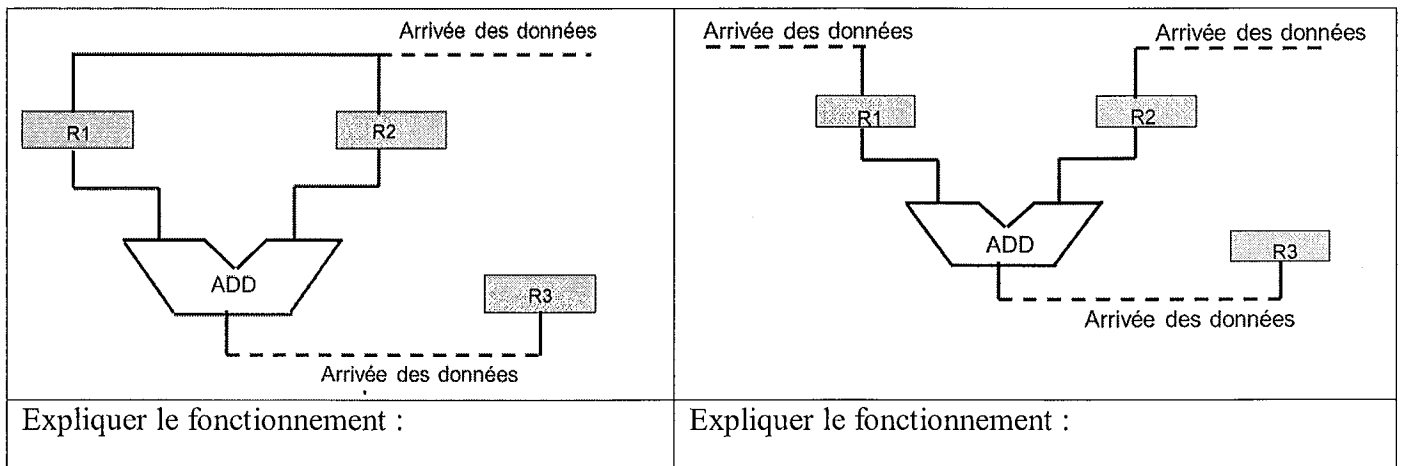 Arrivée des données
R1
R2
ADD
R3
Arrivée des données
Expliquer le fonctionnement :
Arrivée des données
Arrivée des données
R1
R2
ADD
R3
Arrivée des données
Expliquer le fonctionnement :